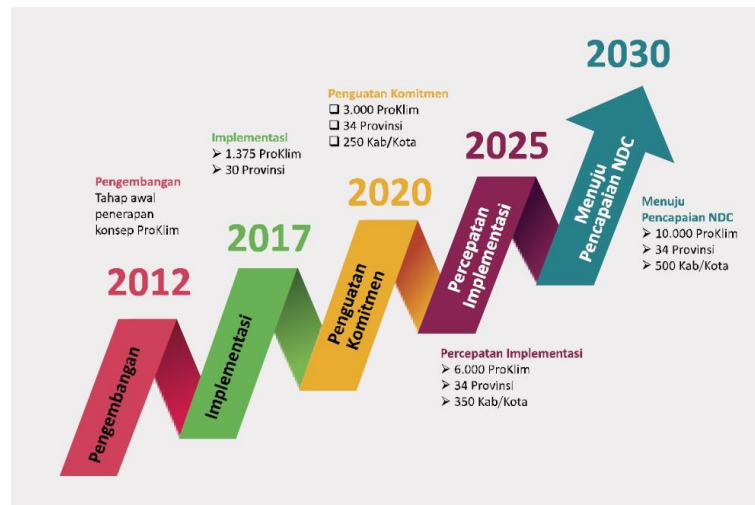 2030
Penguatan Komitmen
❑ 3.000 ProKlim
❑ 34 Provinsi
❑ 250 Kab/Kota
2025
Implementasi
➢ 1.375 ProKlim
➢ 30 Provinsi
2020
Pengembangan
Tahap awal
penerapan
konsep ProKlim
2017
2012
Menuju
Pencapaian NDC
➢ 10.000 ProKlim
➢ 34 Provinsi
➢ 500 Kab/Kota
Percepatan Implementasi
➢ 6.000 ProKlim
➢ 34 Provinsi
➢ 350 Kab/Kota
Pengembangan
Implementasi
Penguatan
Komitmen
Percepatan
Implementasi
Menuju
Pencapaian NDC